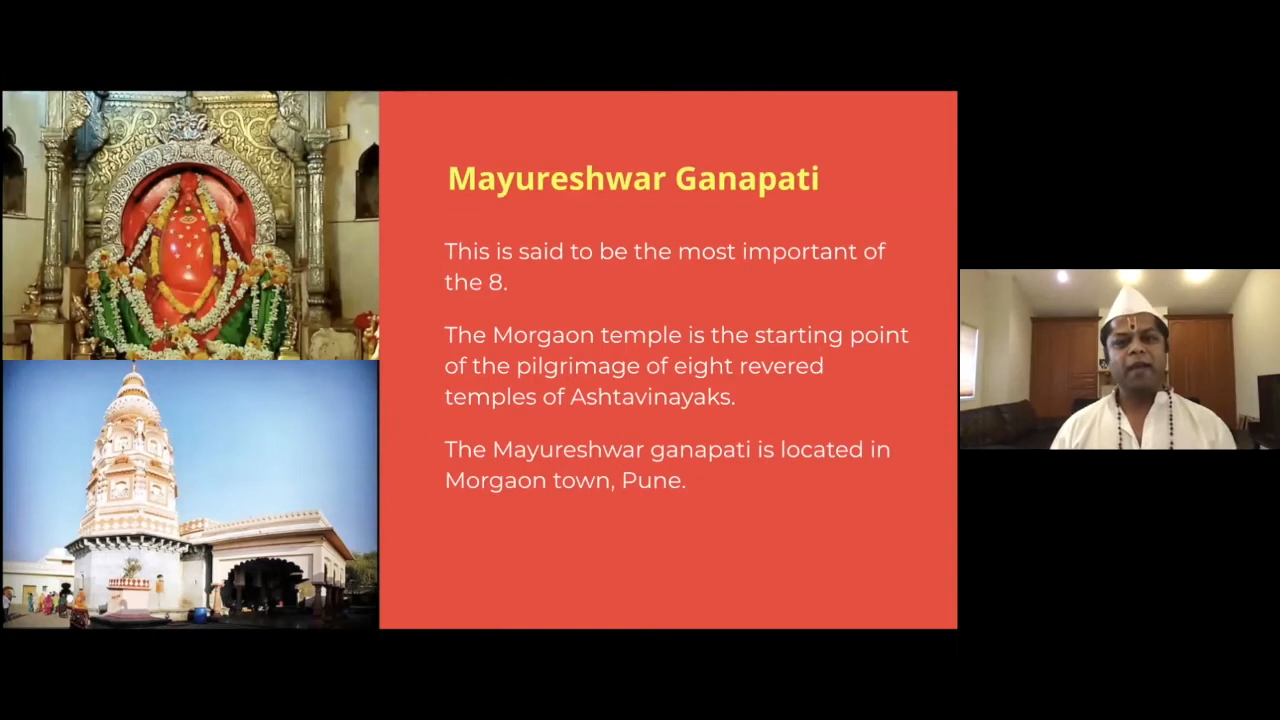 Mayureshwar Ganapati
This is said to be the most important of
the 8.
The Morgaon temple is the starting point
of the pilgrimage of eight revered
temples of Ashtavinayaks.
The Mayureshwar ganapati is located in
Morgaon town, Pune.